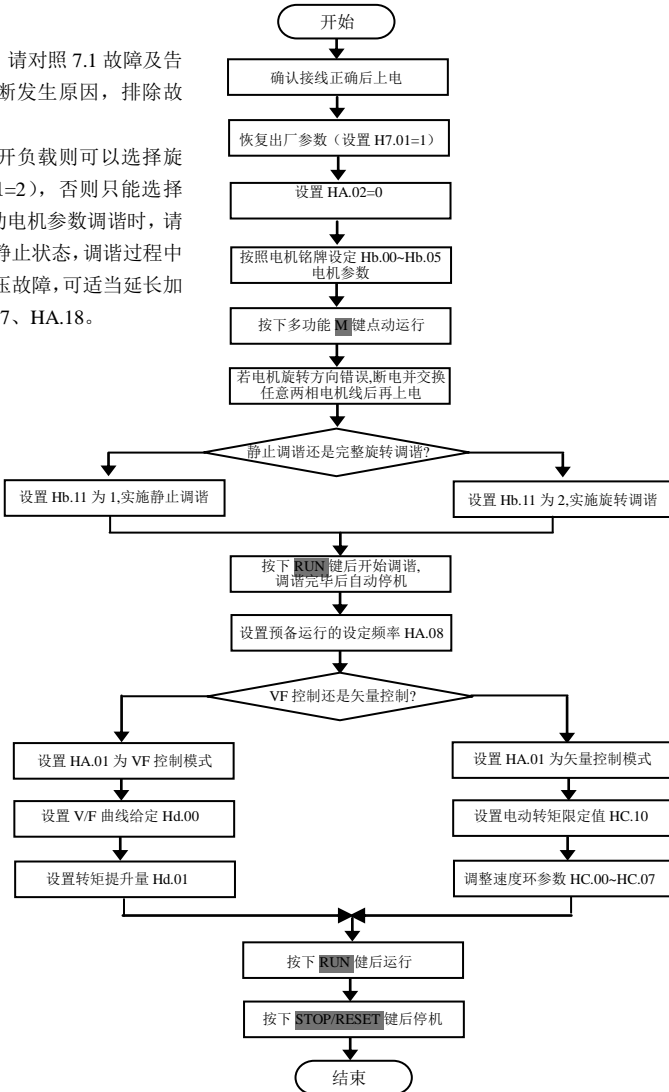 开始
请对照 7.1 故障及告
断发生原因，排除故
开负载则可以选择旋
1=2），否则只能选择
动电机参数调谐时，请
静止状态，调谐过程中
压故障，可适当延长加
7、HA.18。
确认接线正确后上电
恢复出厂参数（设置 H7.01=1）
设置 HA.02=0
按照电机铭牌设定 Hb.00~Hb.05
电机参数
按下多功能 M 键点动运行
若电机旋转方向错误,断电并交换
任意两相电机线后再上电
静止调谐还是完整旋转调谐?
设置 Hb.11 为 1,实施静止调谐
设置 Hb.11 为 2,实施旋转调谐
按下 RUN 键后开始调谐,
调谐完毕后自动停机
设置预备运行的设定频率 HA.08
VF 控制还是矢量控制?
设置 HA.01 为 VF 控制模式
设置 HA.01 为矢量控制模式
设置 V/F 曲线给定 Hd.00
设置电动转矩限定值 HC.10
设置转矩提升量 Hd.01
调整速度环参数 HC.00~HC.07
按下 RUN 健后运行
按下 STOP/RESET 键后停机
结束